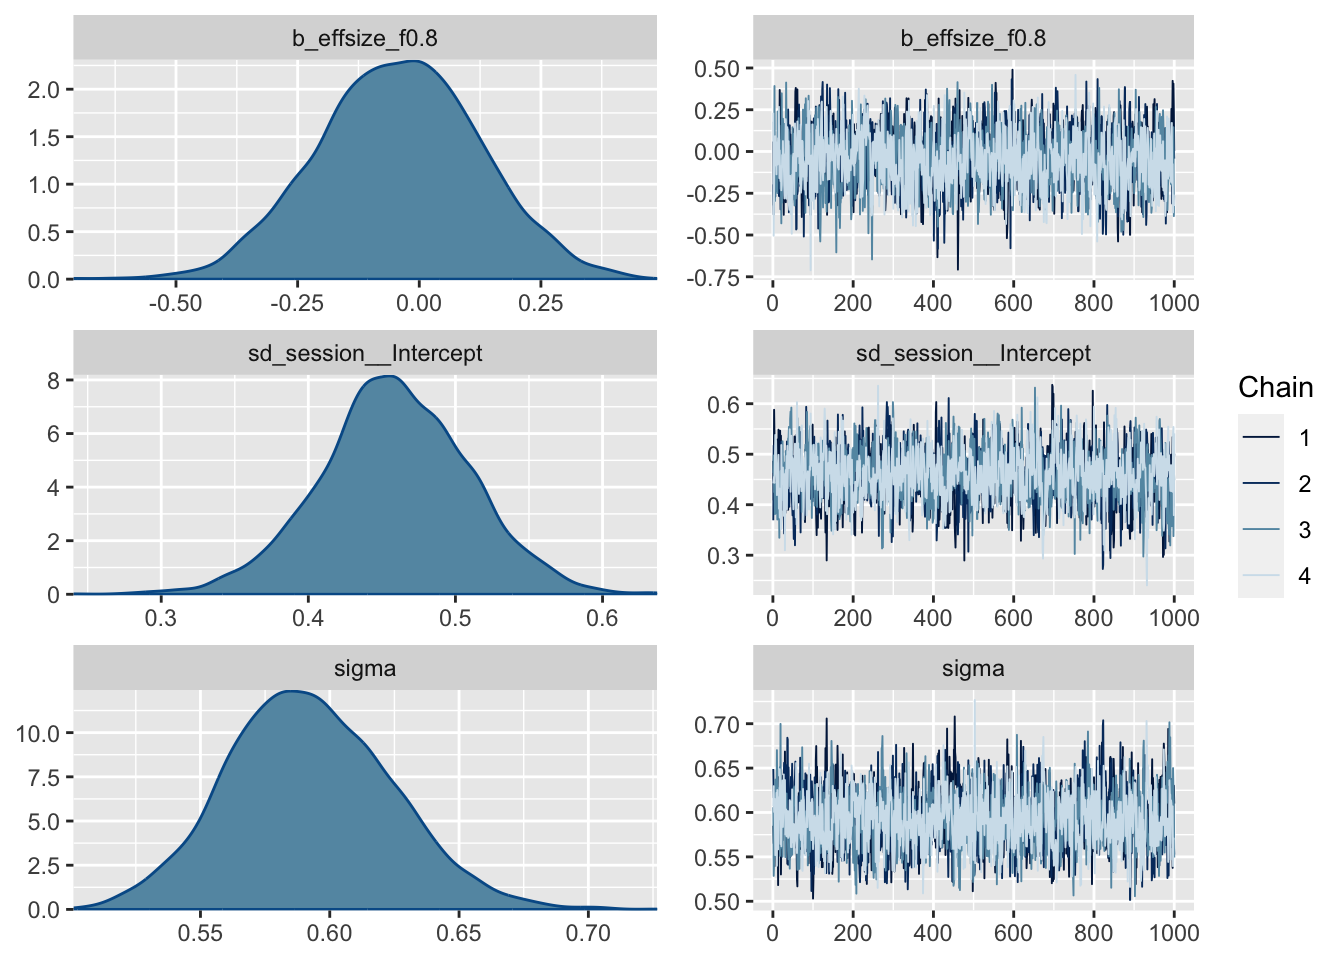 b_effsize_f0.8
2.0
1.5
1.0
0.5
0.0
-0.50 -0.25 0.00 0.25
b_effsize_f0.8
0.50
0.25
0.00
-0.25
-0.50
-0.75
0 200 400 600 800 1000
sd_session__Intercept
8
6
4
2
0
0.3 0.4 0.5 0.6
sd_session__Intercept
0.6
0.5
0.4
0.3
0 200 400 600 800 1000
sigma
10.0
7.5
5.0
2.5
0.0
0.55 0.60 0.65 0.70
sigma
0.70
0.65
0.60
0.55
0.50
0 200 400 600 800 1000
Chain
1
2
3
4